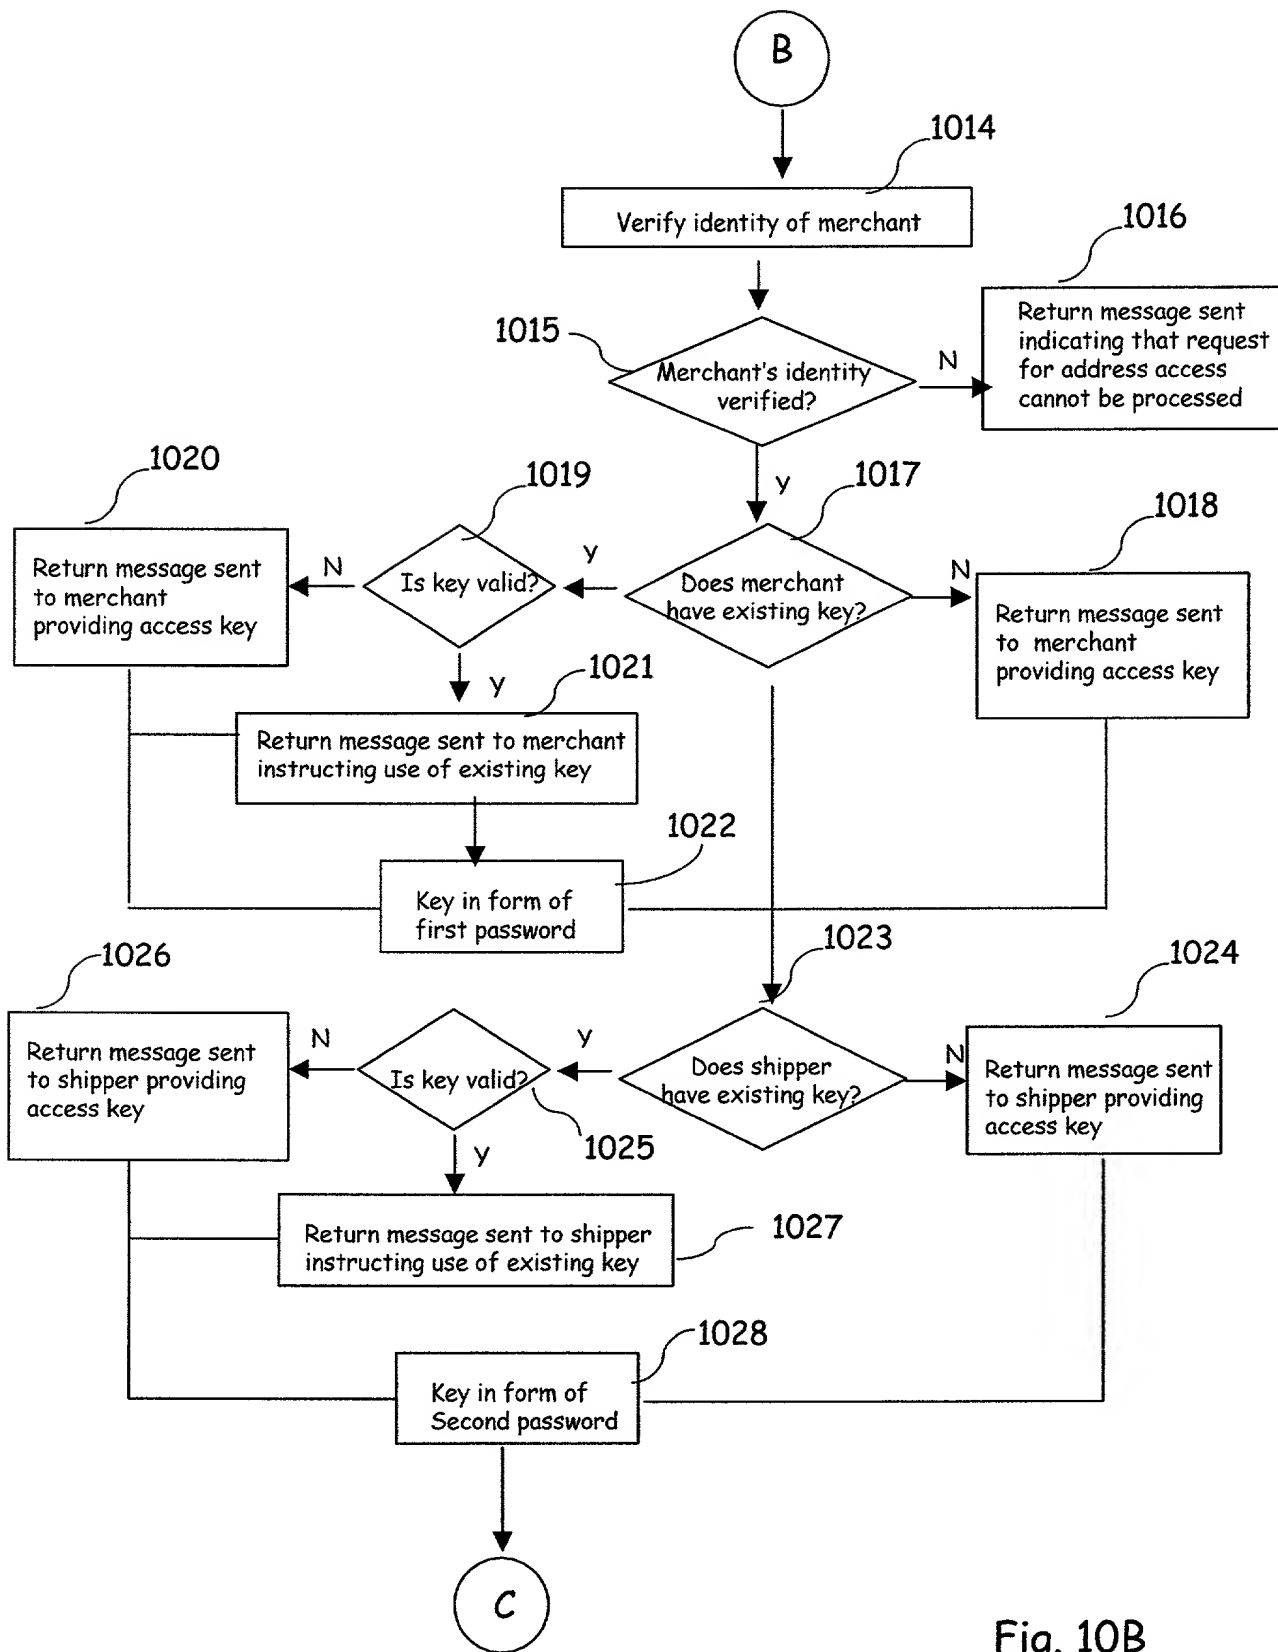 B
1014
Verify identity of merchant
1016
Return message sent
indicating that request
for address access
cannot be processed
1015
Merchant's identity
verified?
N
Y
1020
1019
1017
1018
Return message sent
to merchant
providing access key
N
Is key valid?
Y
Does merchant
have existing key?
N
Return message sent
to merchant
providing access key
Y
1021
Return message sent to merchant
instructing use of existing key
1022
Key in form of
first password
1026
1023
1024
Return message sent
to shipper providing
access key
N
Is key valid?
1025
Y
Does shipper
have existing key?
N
Return message sent
to shipper providing
access key
Y
Return message sent to shipper
instructing use of existing key
1027
1028
Key in form of
Second password
C
Fig. 10B